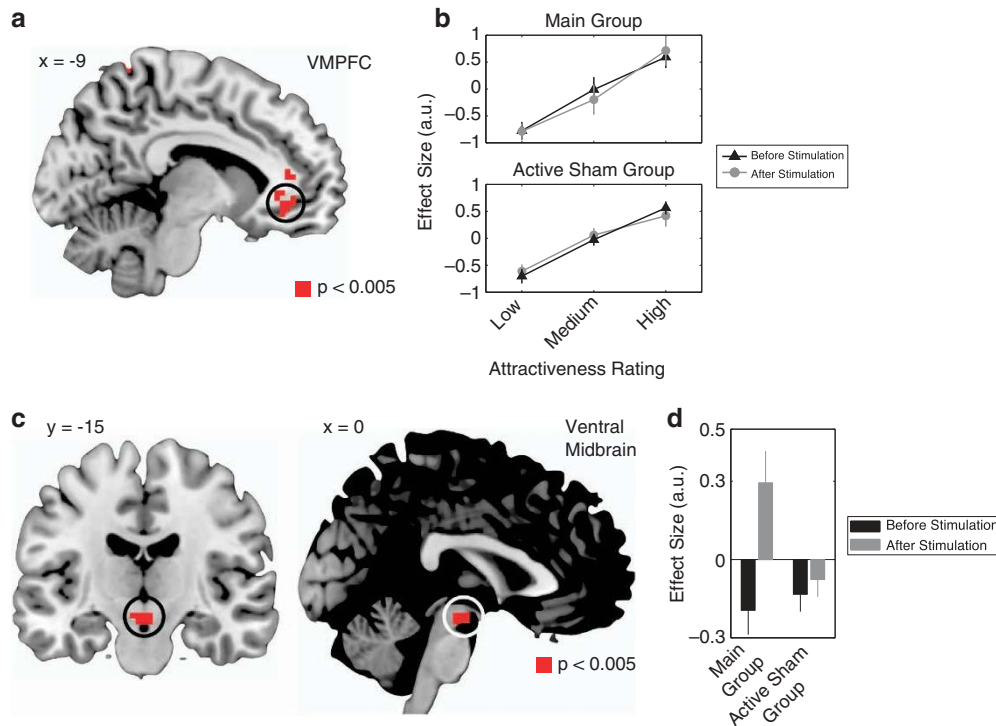 a
x = -9
VMPFC
p < 0.005
b
Main Group
1
0.5
0
−0.5
−1
Active Sham Group
1
0.5
0
−0.5
−1
Effect Size (a.u.)
Low
Medium
High
Attractiveness Rating
Before Stimulation
After Stimulation
c
y = -15
x = 0
Ventral
Midbrain
p < 0.005
d
0.5
0.3
0
−0.3
Effect Size (a.u.)
Main
Group
Active Sham
Group
Before Stimulation
After Stimulation